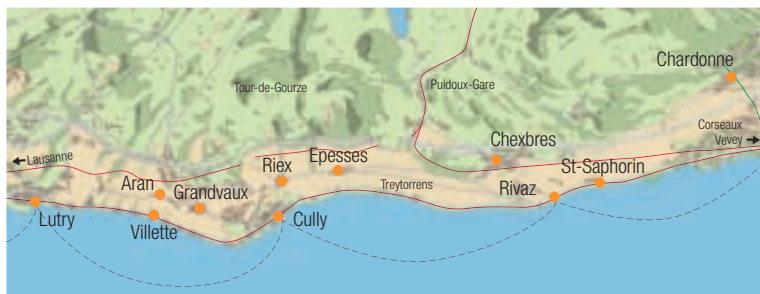 Chardonne
Tour-de-Gourze
Puidoux-Gare
Corseaux
Vevey →
Chexbres
← Lausanne
Riex
Epesses
St-Saphorin
Aran
Grandvaux
Treytorrens
Rivaz
Lutry
Villette
Cully